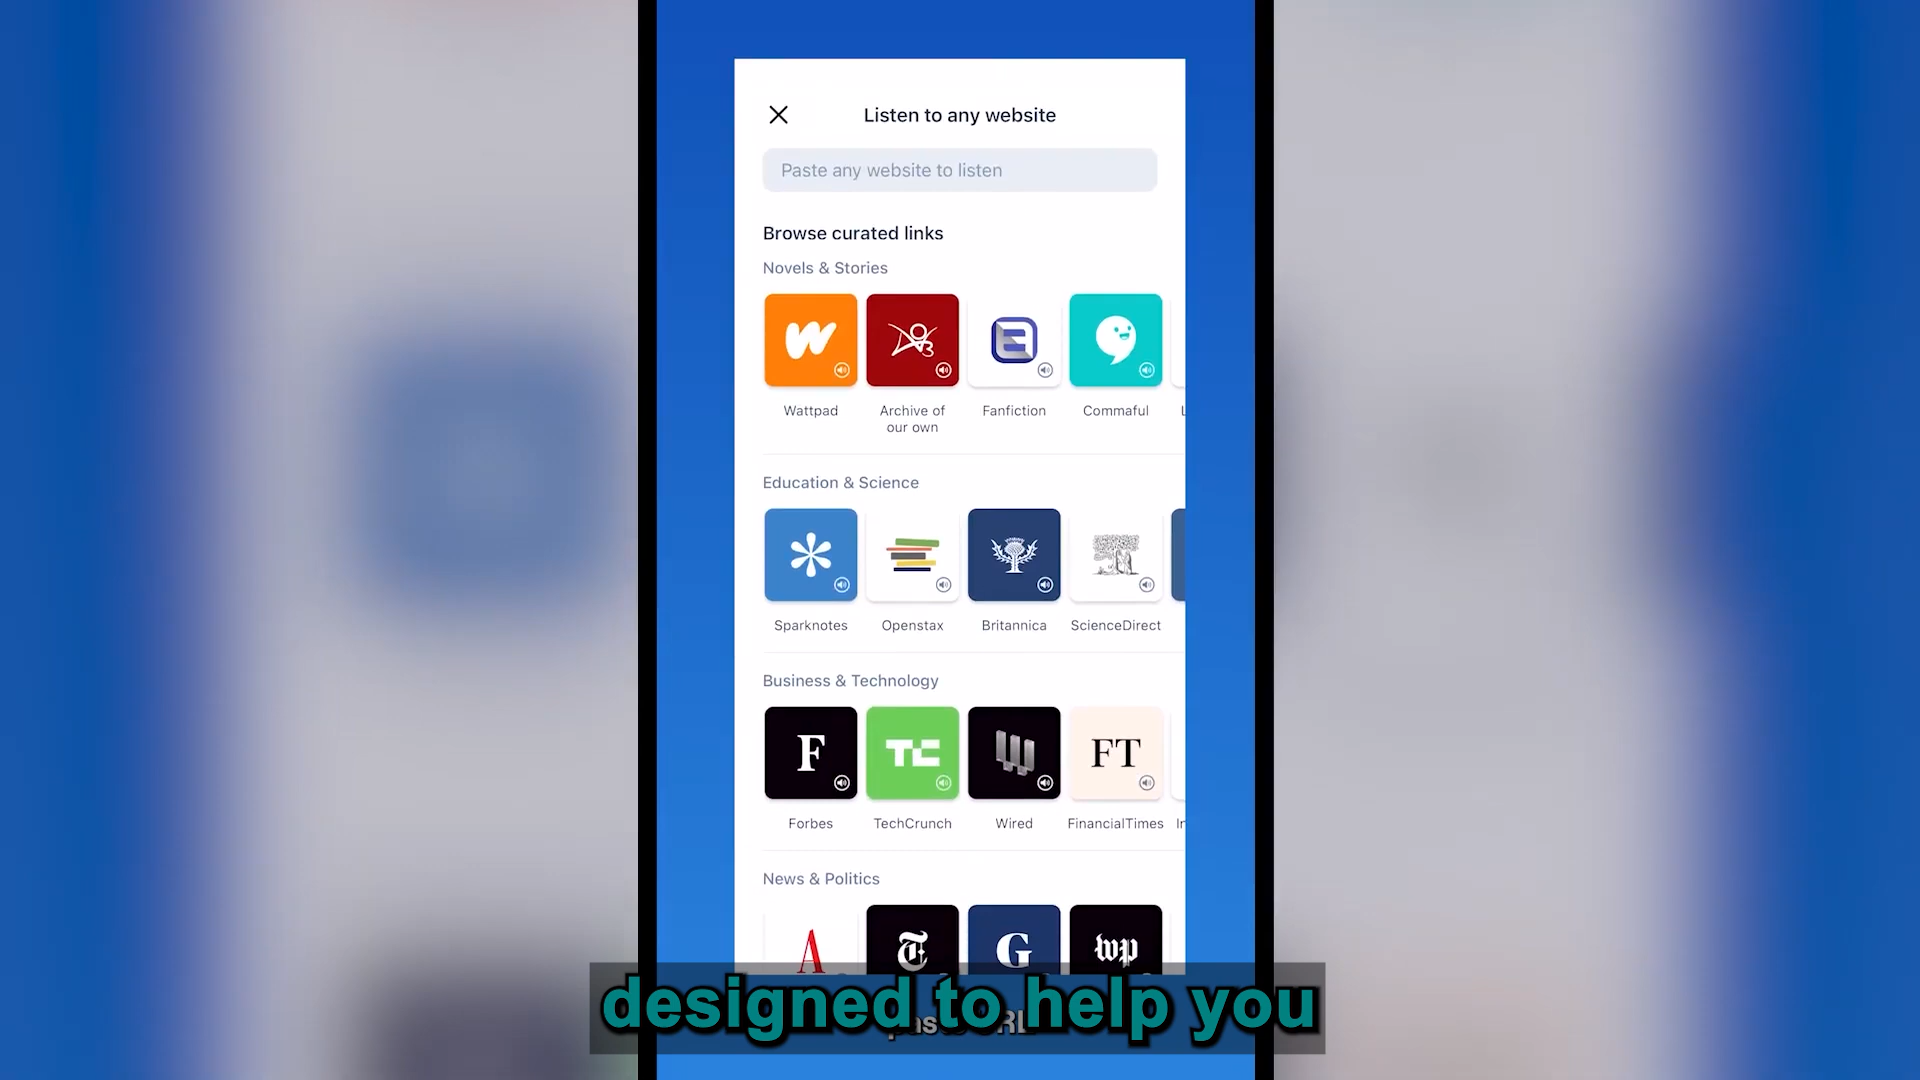 Listen to any website
Paste any website to listen
Browse curated links
Novels & Stories
Wattpad
Archive of
our own
Fanfiction
Commaful
Education & Science
Sparknotes
Openstax
Britannica
ScienceDirect
Business & Technology
F
TC
FT
Forbes
TechCrunch
Wired
FinancialTimes
In
News & Politics
A
T
G
wp
designed to help you